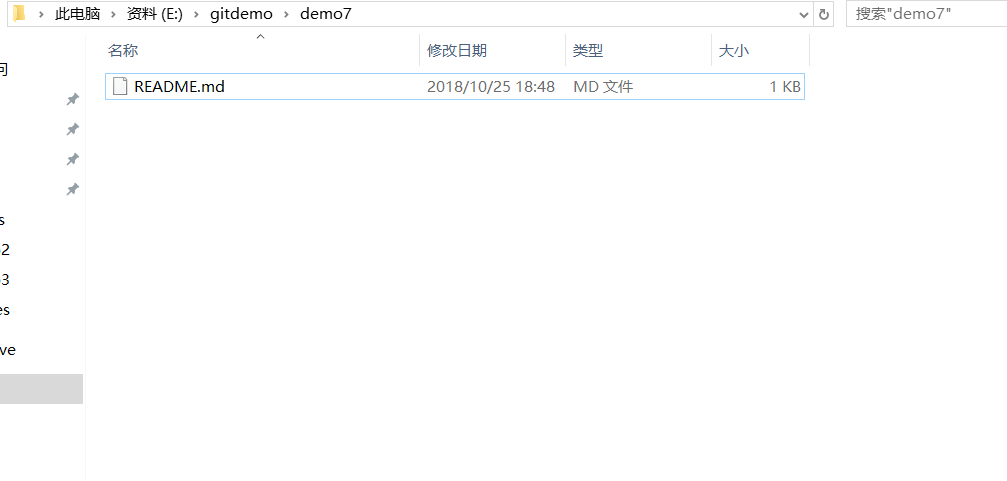 此电脑 资料 (E:) gitdemo demo7 搜索"demo7"
名称 修改日期 类型 大小
问
README.md 2018/10/25 18:48 MD 文件 1 KB
s
2
3
es
ve